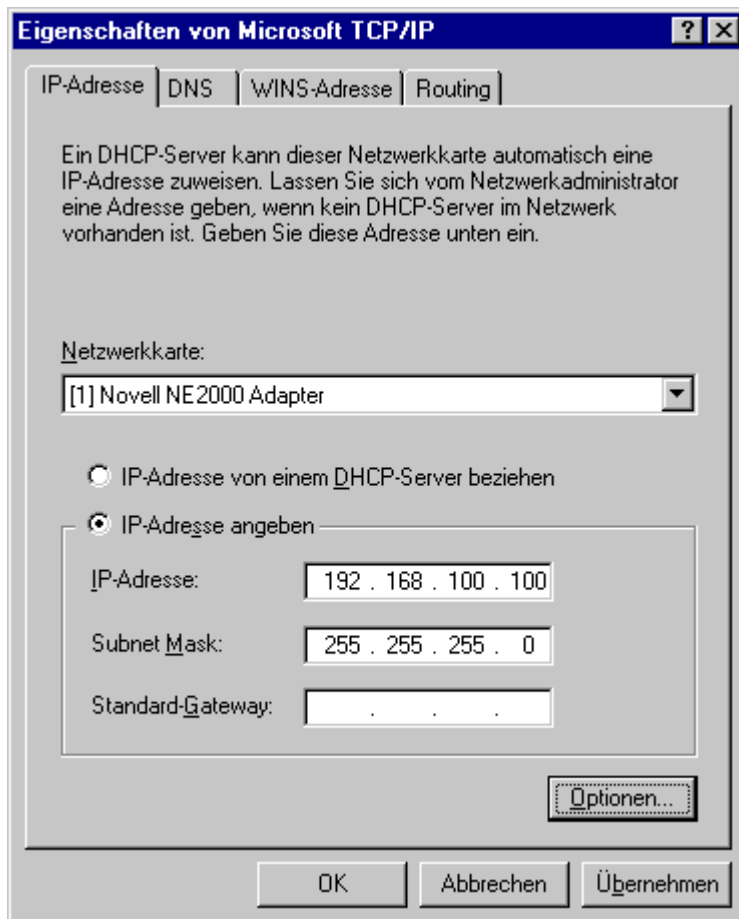 Eigenschaften von Microsoft TCP/IP
IP-Adresse DNS WINS-Adresse Routing
Ein DHCP-Server kann dieser Netzwerkkarte automatisch eine
IP-Adresse zuweisen. Lassen Sie sich vom Netzwerkadministrator
eine Adresse geben, wenn kein DHCP-Server im Netzwerk
vorhanden ist. Geben Sie diese Adresse unten ein.
Netzwerkkarte:
[1] Novell NE2000 Adapter
IP-Adresse von einem DHCP-Server beziehen
IP-Adresse angeben
IP-Adresse: 192 . 168 . 100 . 100
Subnet Mask: 255 . 255 . 255 . 0
Standard-Gateway: . . .
Optionen...
OK Abbrechen Übernehmen